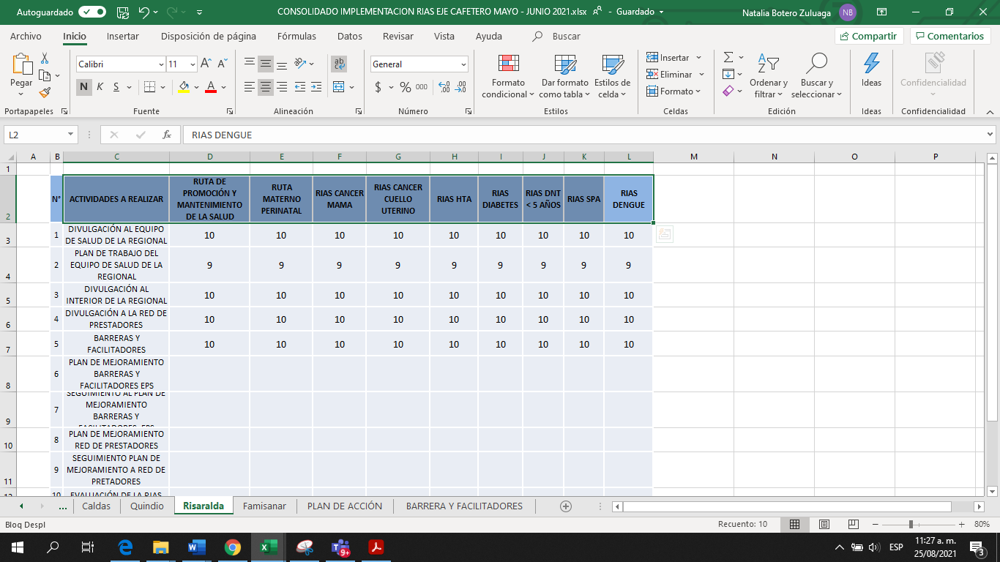 Autoguardado
CONSOLIDADO IMPLEMENTACION RIAS EJE CAFETERO MAYO - JUNIO 2021.xlsx - Guardado
Natalia Botero Zuluaga NB
Archivo Inicio Insertar Disposición de página Fórmulas Datos Revisar Vista Ayuda Buscar Compartir Comentarios
Pegar
Calibri 11
N K S
ab
General
$ % 000
Formato condicional
Dar formato como tabla
Estilos de celda
Insertar
Eliminar
Formato
Ordenar y filtrar
Buscar y seleccionar
Ideas
Confidencialidad
Portapapeles Fuente Alineación Número Estilos Celdas Edición Ideas Confidencialidad
L2 fx RIAS DENGUE
A B C D E F G H I J K L M N O P
1
2 N° ACTIVIDADES A REALIZAR RUTA DE PROMOCIÓN Y MANTENIMIENTO DE LA SALUD RUTA MATERNO PERINATAL RIAS CANCER MAMA RIAS CANCER CUELLO UTERINO RIAS HTA RIAS DIABETES RIAS DNT < 5 AÑOS RIAS SPA RIAS DENGUE
3 1 DIVULGACIÓN AL EQUIPO DE SALUD DE LA REGIONAL 10 10 10 10 10 10 10 10 10
4 2 PLAN DE TRABAJO DEL EQUIPO DE SALUD DE LA REGIONAL 9 9 9 9 9 9 9 9 9
5 3 DIVULGACIÓN AL INTERIOR DE LA REGIONAL 10 10 10 10 10 10 10 10 10
6 4 DIVULGACIÓN A LA RED DE PRESTADORES 10 10 10 10 10 10 10 10 10
7 5 BARRERAS Y FACILITADORES 10 10 10 10 10 10 10 10 10
8 6 PLAN DE MEJORAMIENTO BARRERAS Y FACILITADORES EPS
9 7 SEGUIMIENTO AL PLAN DE MEJORAMIENTO BARRERAS Y FACILITADORES EPS
10 8 PLAN DE MEJORAMIENTO RED DE PRESTADORES
11 9 SEGUIMIENTO PLAN DE MEJORAMIENTO A RED DE PRETADORES
12 10 EVALUACIÓN DE LA RIAS
... Caldas Quindio Risaralda Famisanar PLAN DE ACCIÓN BARRERA Y FACILITADORES
Bloq Despl Recuento: 10 80%
9+
ESP
11:27 a. m.
25/08/2021
3